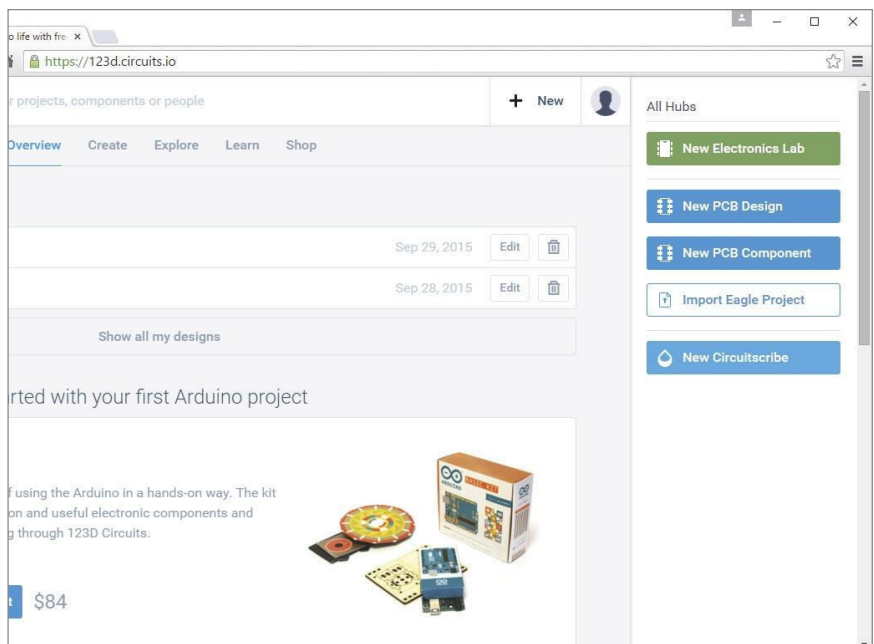 o life with fre
https://123d.circuits.io
r projects, components or people
New
Overview Create Explore Learn Shop
Sep 29, 2015 Edit
Sep 28, 2015 Edit
Show all my designs
rted with your first Arduino project
f using the Arduino in a hands-on way. The kit
on and useful electronic components and
g through 123D Circuits.
t $84
ARDUINO
BASIC KIT
All Hubs
New Electronics Lab
New PCB Design
New PCB Component
Import Eagle Project
New Circuitscribe